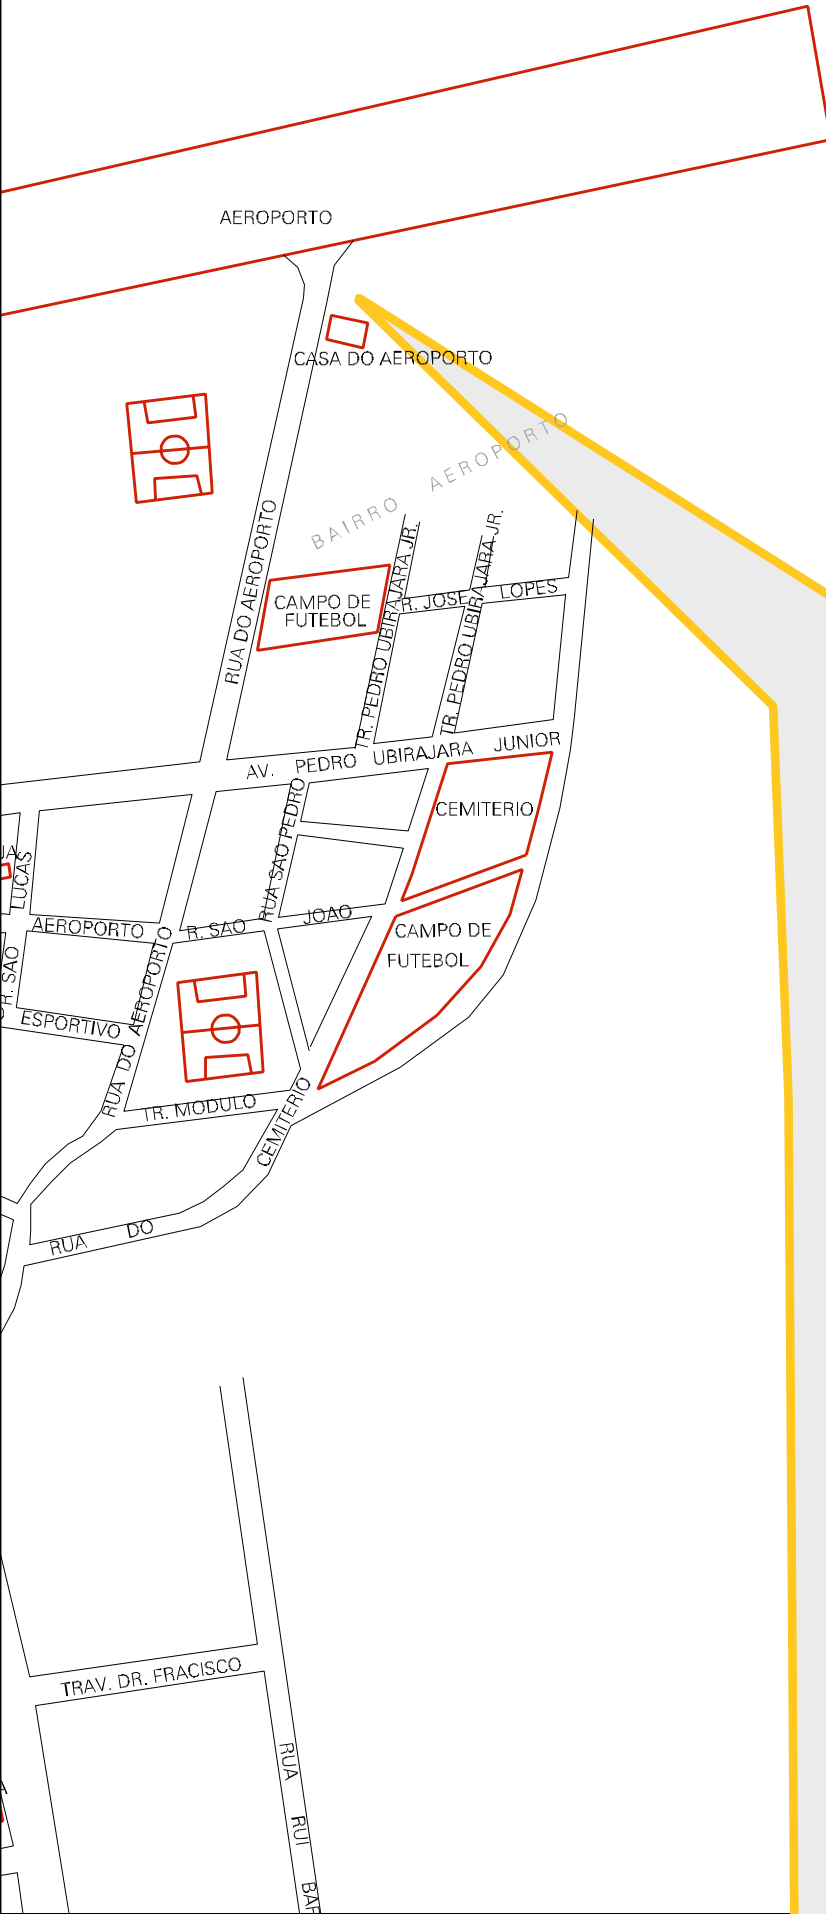 AEROPORTO
CASA DO AEROPORTO
BAIRRO AEROPORTO
RUA DO AEROPORTO
CAMPO DE
FUTEBOL
TR. PEDRO UBIRAJARA JR.
TR. PEDRO UBIRAJARA JR.
R. JOSE LOPES
AV. PEDRO UBIRAJARA JUNIOR
CEMITERIO
RUA SAO PEDRO
LUCAS
AEROPORTO
R. SAO JOAO
CAMPO DE
FUTEBOL
R. SAO
ESPORTIVO
RUA DO AEROPORTO
TR. MODULO
RUA DO CEMITERIO
TRAV. DR. FRACISCO
RUA RUI